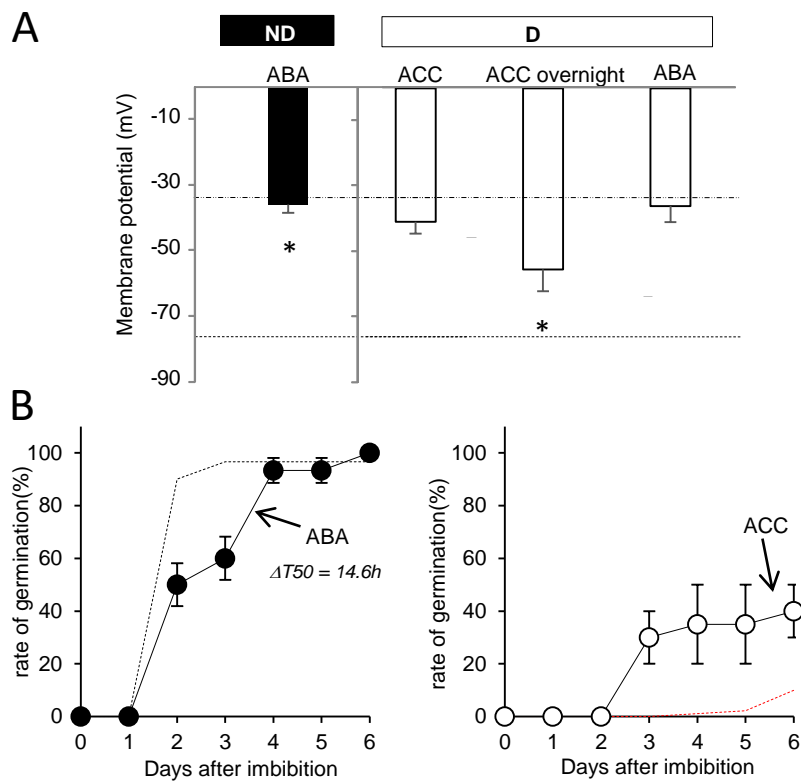 A
ND
D
ABA
ACC
ACC overnight
ABA
Membrane potential (mV)
-10
-30
-50
-70
-90
*
*
B
rate of germination(%)
100
80
60
40
20
0
ABA
ΔT50 = 14.6h
0 1 2 3 4 5 6
Days after imbibition
rate of germination(%)
100
80
60
40
20
0
ACC
0 1 2 3 4 5 6
Days after imbibition